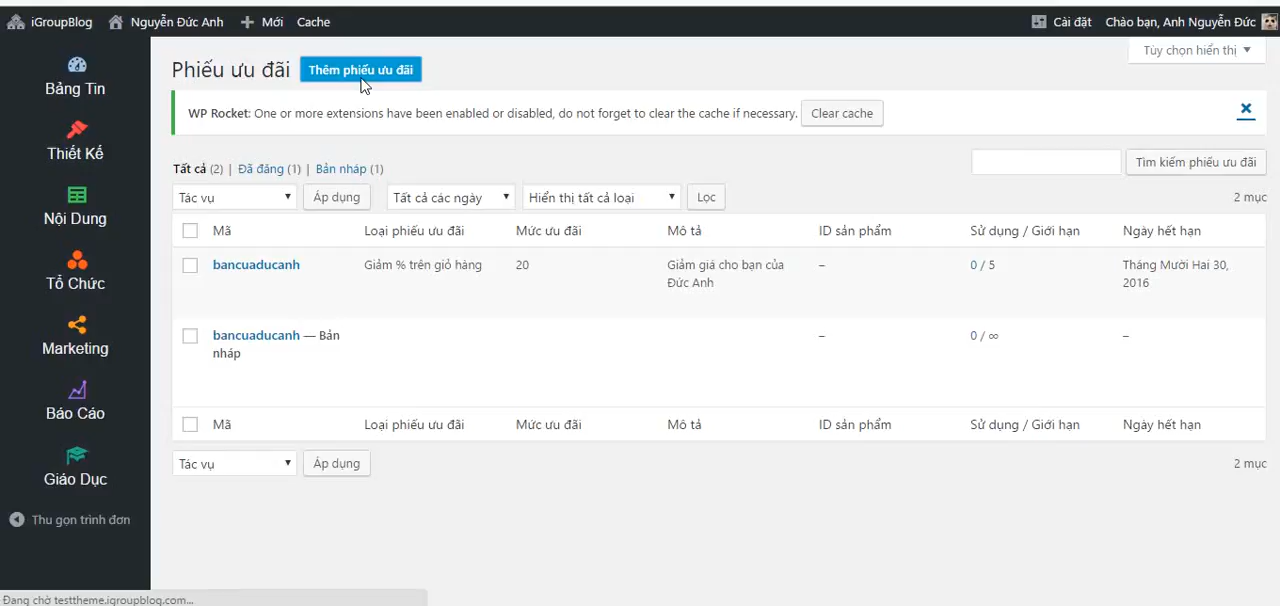 iGroupBlog Nguyễn Đức Anh + Mới Cache Cài đặt Chào bạn, Anh Nguyễn Đức
Tùy chọn hiển thị
Phiếu ưu đãi Thêm phiếu ưu đãi
WP Rocket: One or more extensions have been enabled or disabled, do not forget to clear the cache if necessary. Clear cache
Tất cả (2) | Đã đăng (1) | Bản nháp (1) Tìm kiếm phiếu ưu đãi
Tác vụ Áp dụng Tất cả các ngày Hiển thị tất cả loại Lọc 2 mục
Mã Loại phiếu ưu đãi Mức ưu đãi Mô tả ID sản phẩm Sử dụng / Giới hạn Ngày hết hạn
bancuaducanh Giảm % trên giỏ hàng 20 Giảm giá cho bạn của – 0 / 5 Tháng Mười Hai 30,
Đức Anh 2016
bancuaducanh — Bản – 0 / ∞ –
nháp
Mã Loại phiếu ưu đãi Mức ưu đãi Mô tả ID sản phẩm Sử dụng / Giới hạn Ngày hết hạn
Tác vụ Áp dụng 2 mục
Bảng Tin
Thiết Kế
Nội Dung
Tổ Chức
Marketing
Báo Cáo
Giáo Dục
Thu gọn trình đơn
Đang chờ testtheme.igroupblog.com...